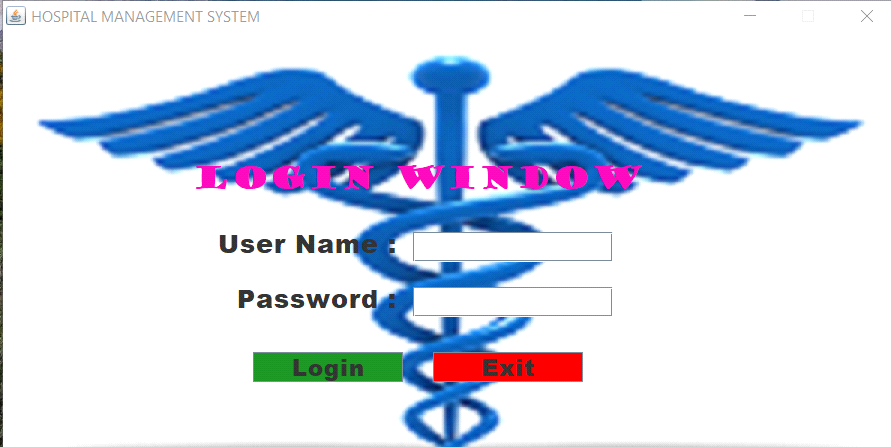 HOSPITAL MANAGEMENT SYSTEM
LOGIN WINDOW
User Name :
Password :
Login Exit